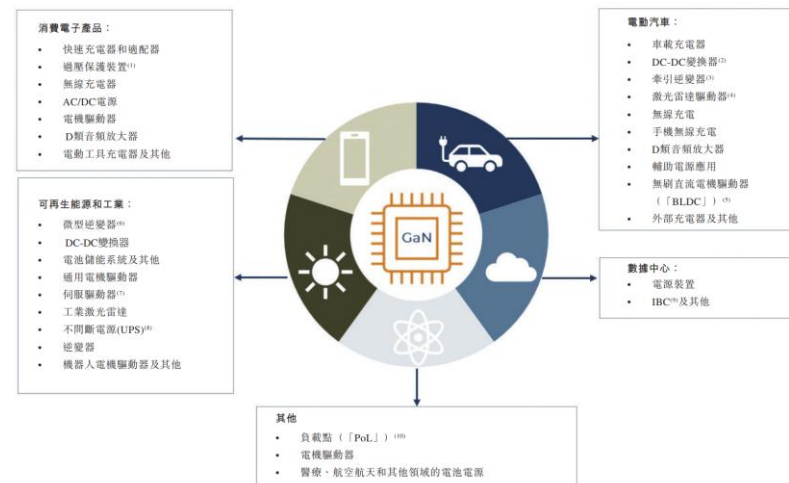 消費電子產品：
• 快速充電器和適配器
• 過壓保護裝置(1)
• 無線充電器
• AC/DC電源
• 電機驅動器
• D類音頻放大器
• 電動工具充電器及其他
電動汽車：
• 車載充電器
• DC-DC變換器(2)
• 牽引逆變器(3)
• 激光雷達驅動器(4)
• 無線充電
• 手機無線充電
• D類音頻放大器
• 輔助電源應用
• 無刷直流電機驅動器
（「BLDC」）(5)
• 外部充電器及其他
可再生能源和工業：
• 微型逆變器(6)
• DC-DC變換器
• 電池儲能系統及其他
• 通用電機驅動器
• 伺服驅動器(7)
• 工業激光雷達
• 不間斷電源(UPS)(8)
• 逆變器
• 機器人電機驅動器及其他
GaN
數據中心：
• 電源裝置
• IBC(9)及其他
其他
• 負載點（「PoL」）(10)
• 電機驅動器
• 醫療、航空航天和其他領域的電池電源